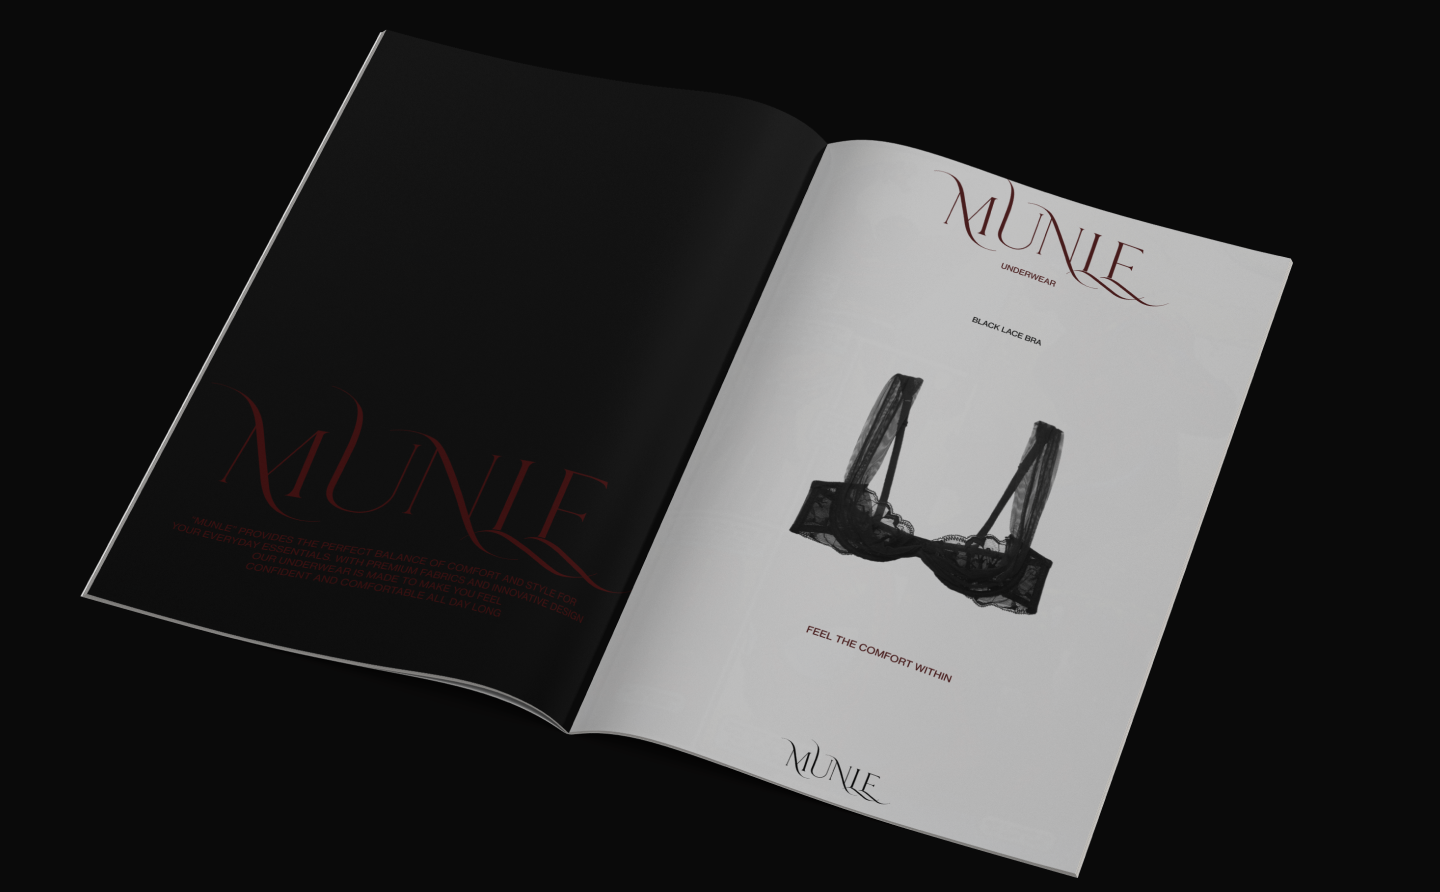 MUNLE
"MUNLE" PROVIDES THE PERFECT BALANCE OF COMFORT AND STYLE FOR
YOUR EVERYDAY ESSENTIALS. WITH PREMIUM FABRICS AND INNOVATIVE DESIGN
OUR UNDERWEAR IS MADE TO MAKE YOU FEEL
CONFIDENT AND COMFORTABLE ALL DAY LONG.
MUNLE
UNDERWEAR
BLACK LACE BRA
FEEL THE COMFORT WITHIN
MUNLE